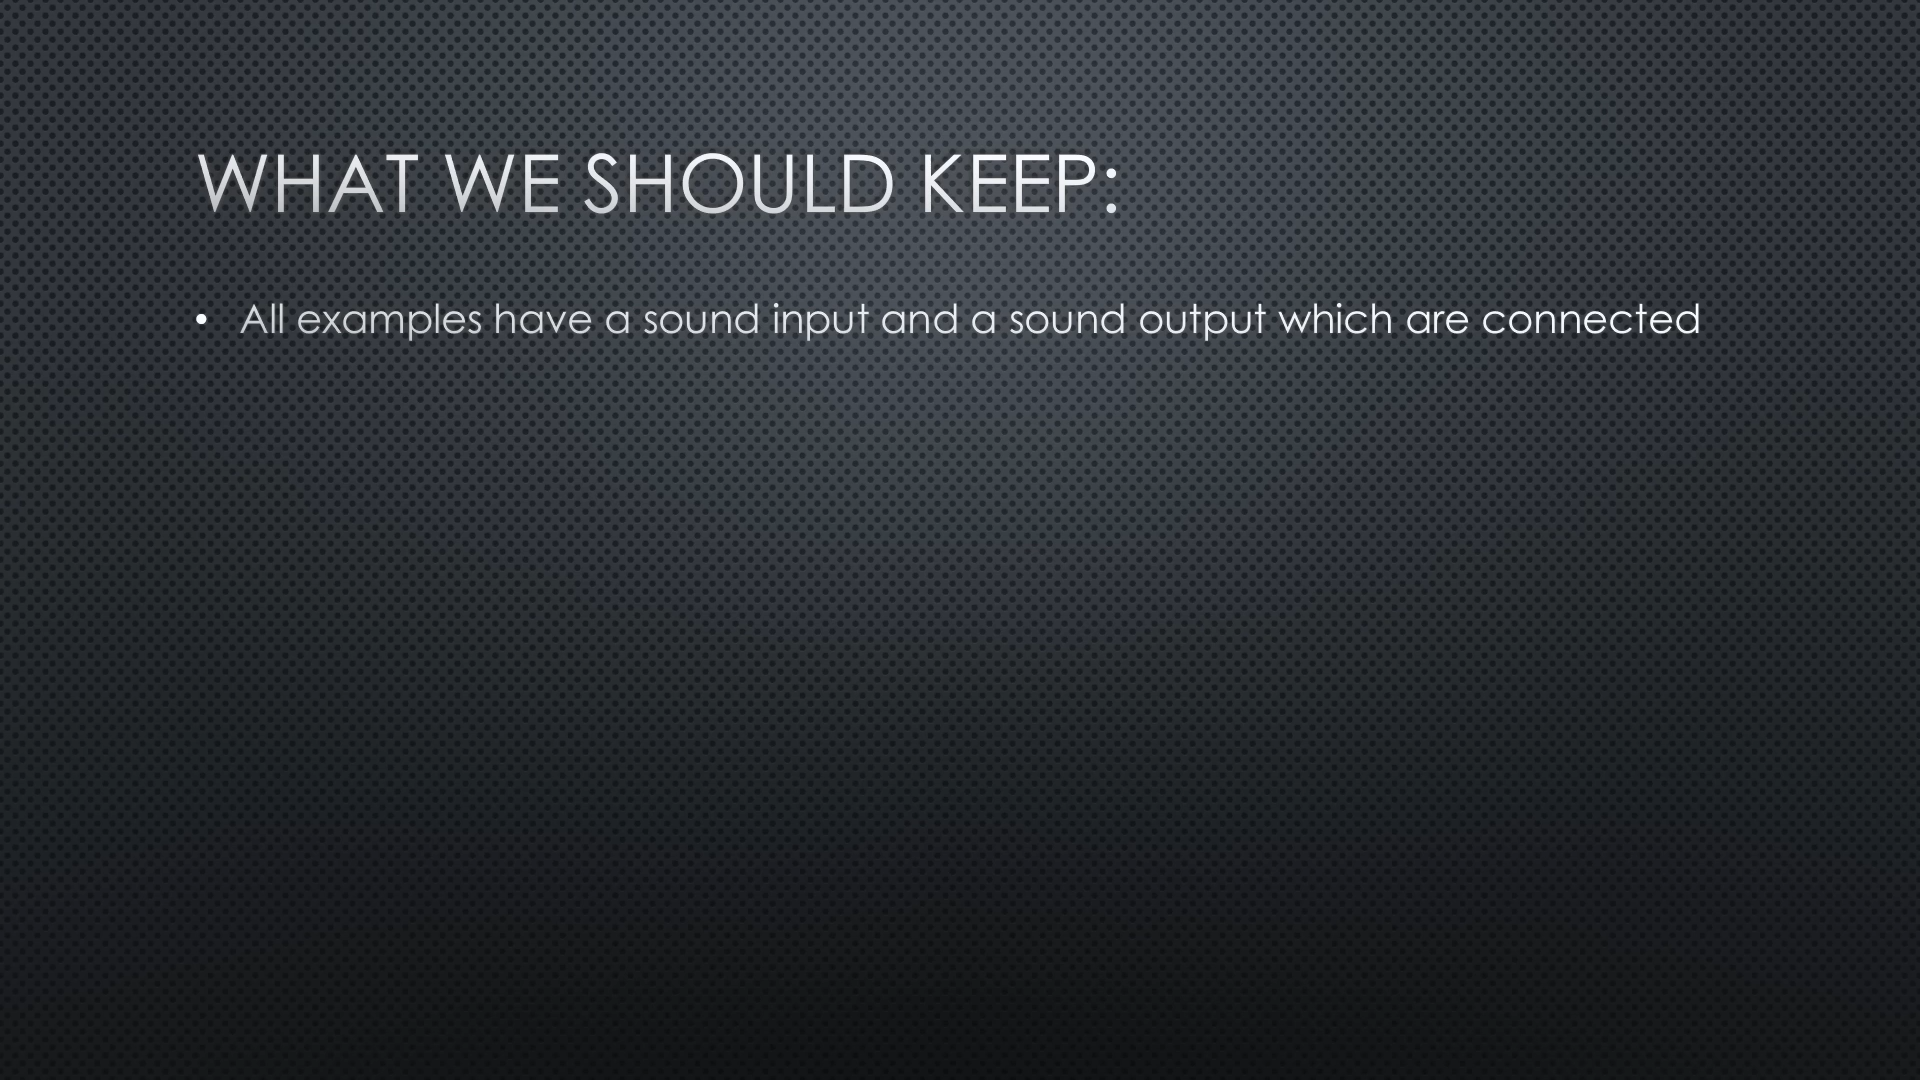 WHAT WE SHOULD KEEP:
• All examples have a sound input and a sound output which are connected